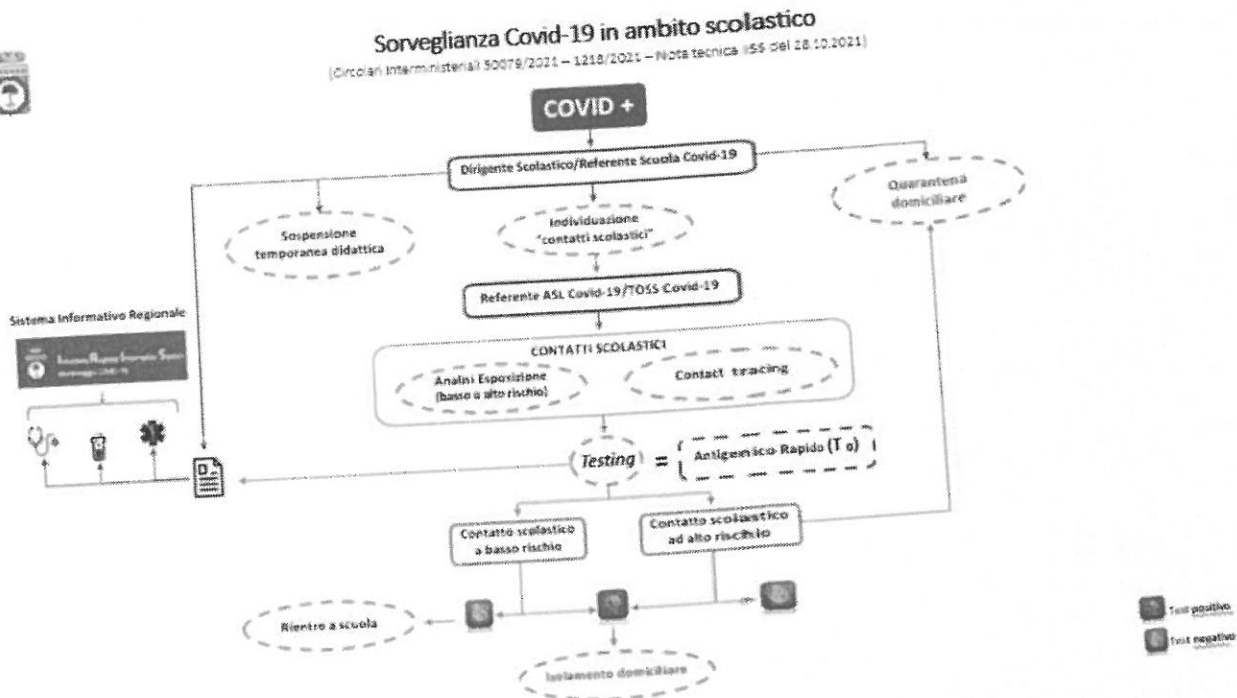 Sorveglianza Covid-19 in ambito scolastico
(Circolari Interministeriali 50079/2021 – 1218/2021 – Nota tecnica ISS del 28.10.2021)
COVID +
Dirigente Scolastico/Referente Scuola Covid-19
Quarantena
domiciliare
Sospensione
temporanea didattica
Individuazione
"contatti scolastici"
Referente ASL Covid-19/TOSS Covid-19
Sistema Informativo Regionale
CONTATTI SCOLASTICI
Analisi Esposizione
(basso o alto rischio)
Contact tracing
Testing
=
Antigenico Rapido (T 0)
Contatto scolastico
a basso rischio
Contatto scolastico
ad alto rischio
Rientro a scuola
Isolamento domiciliare
Test positivo
Test negativo